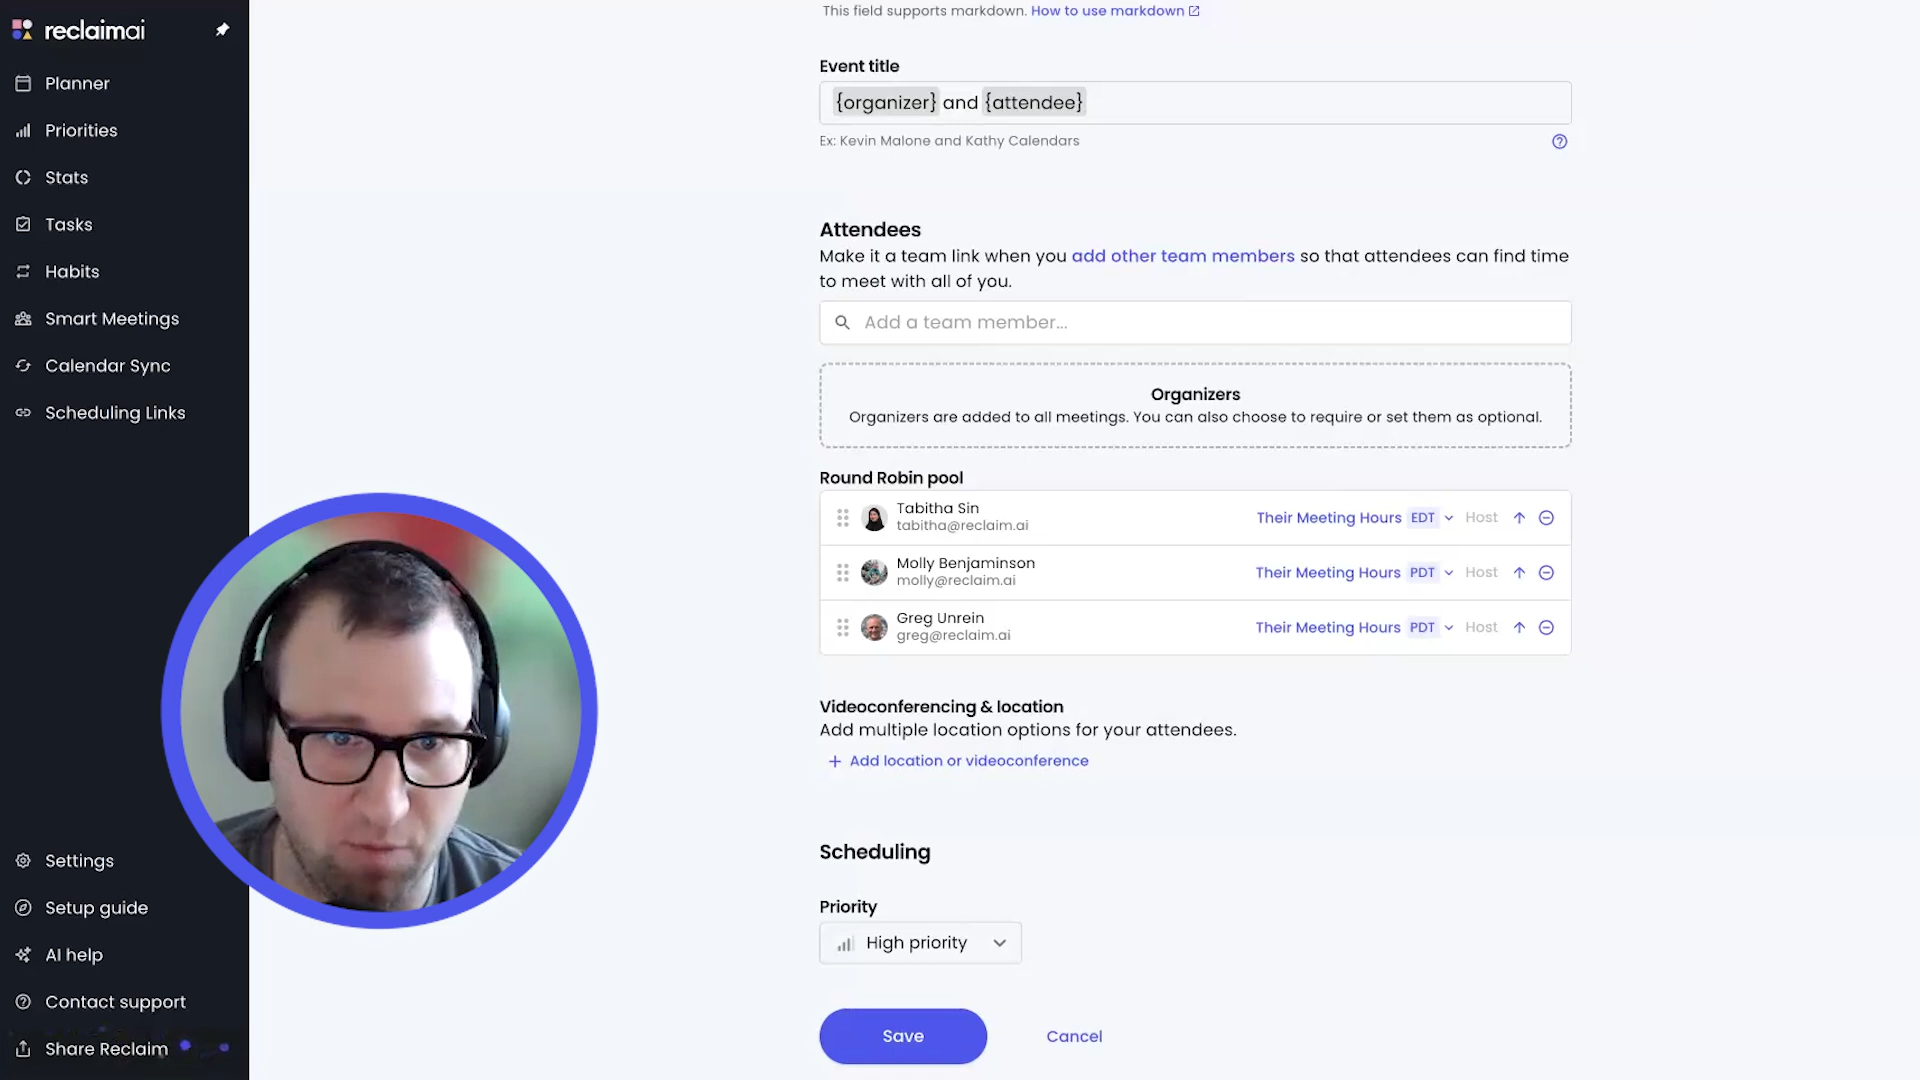 reclaimai
Planner
Priorities
Stats
Tasks
Habits
Smart Meetings
Calendar Sync
Scheduling Links
Settings
Setup guide
AI help
Contact support
Share Reclaim
This field supports markdown. How to use markdown
Event title
{organizer} and {attendee}
Ex: Kevin Malone and Kathy Calendars
Attendees
Make it a team link when you add other team members so that attendees can find time
to meet with all of you.
Add a team member...
Organizers
Organizers are added to all meetings. You can also choose to require or set them as optional.
Round Robin pool
Tabitha Sin
tabitha@reclaim.ai
Their Meeting Hours EDT Host
Molly Benjaminson
molly@reclaim.ai
Their Meeting Hours PDT Host
Greg Unrein
greg@reclaim.ai
Their Meeting Hours PDT Host
Videoconferencing & location
Add multiple location options for your attendees.
+ Add location or videoconference
Scheduling
Priority
High priority
Save Cancel